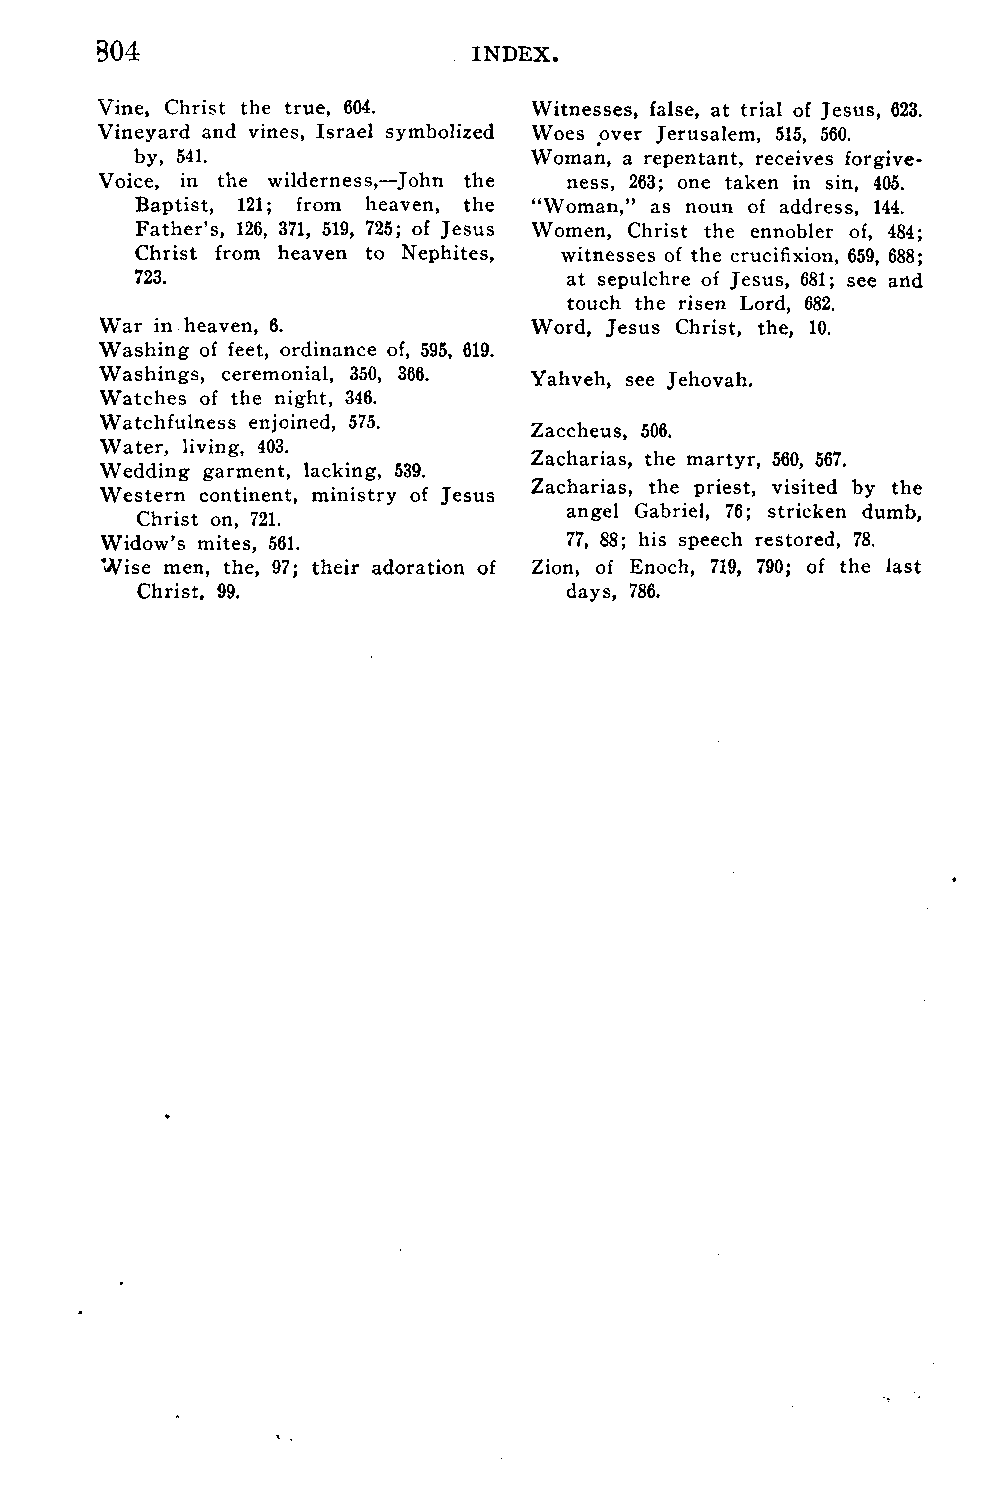 804
INDEX.
Vine, Christ the true, 604.
Vineyard and vines, Israel symbolized
by, 541.
Voice, in the wilderness,—John the
Baptist, 121; from heaven, the
Father's, 126, 371, 519, 725; of Jesus
Christ from heaven to Nephites,
723.
War in heaven, 6.
Washing of feet, ordinance of, 595, 619.
Washings, ceremonial, 350, 366.
Watches of the night, 346.
Watchfulness enjoined, 575.
Water, living, 403.
Wedding garment, lacking, 539.
Western continent, ministry of Jesus
Christ on, 721.
Widow's mites, 561.
Wise men, the, 97; their adoration of
Christ, 99.
Witnesses, false, at trial of Jesus, 623.
Woes over Jerusalem, 515, 560.
Woman, a repentant, receives forgive-
ness, 263; one taken in sin, 405.
"Woman," as noun of address, 144.
Women, Christ the ennobler of, 484;
witnesses of the crucifixion, 659, 688;
at sepulchre of Jesus, 681; see and
touch the risen Lord, 682.
Word, Jesus Christ, the, 10.
Yahveh, see Jehovah.
Zaccheus, 506.
Zacharias, the martyr, 560, 567.
Zacharias, the priest, visited by the
angel Gabriel, 76; stricken dumb,
77, 88; his speech restored, 78.
Zion, of Enoch, 719, 790; of the last
days, 786.